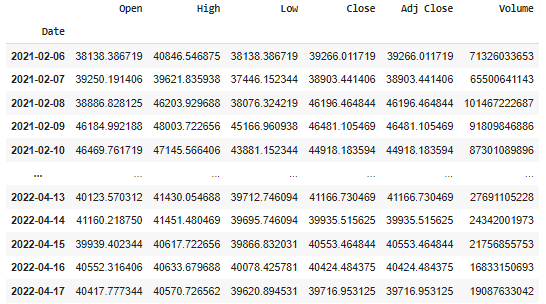 Open High Low Close Adj Close Volume
Date
2021-02-06 38138.386719 40846.546875 38138.386719 39266.011719 39266.011719 71326033653
2021-02-07 39250.191406 39621.835938 37446.152344 38903.441406 38903.441406 65500641143
2021-02-08 38886.828125 46203.929688 38076.324219 46196.464844 46196.464844 101467222687
2021-02-09 46184.992188 48003.722656 45166.960938 46481.105469 46481.105469 91809846886
2021-02-10 46469.761719 47145.566406 43881.152344 44918.183594 44918.183594 87301089896
... ... ... ... ... ... ...
2022-04-13 40123.570312 41430.054688 39712.746094 41166.730469 41166.730469 27691105228
2022-04-14 41160.218750 41451.480469 39695.746094 39935.515625 39935.515625 24342001973
2022-04-15 39939.402344 40617.722656 39866.832031 40553.464844 40553.464844 21756855753
2022-04-16 40552.316406 40633.679688 40078.425781 40424.484375 40424.484375 16833150693
2022-04-17 40417.777344 40570.726562 39620.894531 39716.953125 39716.953125 19087633042